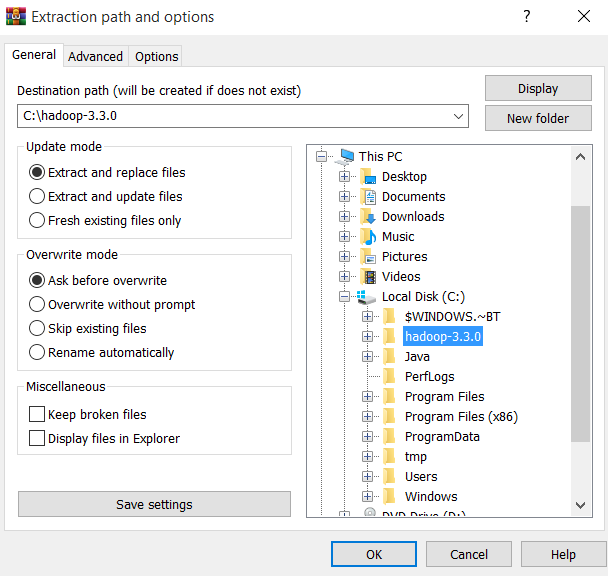 Extraction path and options
General Advanced Options
Destination path (will be created if does not exist)
C:\hadoop-3.3.0
Display
New folder
Update mode
Extract and replace files
Extract and update files
Fresh existing files only
Overwrite mode
Ask before overwrite
Overwrite without prompt
Skip existing files
Rename automatically
Miscellaneous
Keep broken files
Display files in Explorer
Save settings
This PC
Desktop
Documents
Downloads
Music
Pictures
Videos
Local Disk (C:)
$WINDOWS.~BT
hadoop-3.3.0
Java
PerfLogs
Program Files
Program Files (x86)
ProgramData
tmp
Users
Windows
DVD Drive (D:)
OK Cancel Help